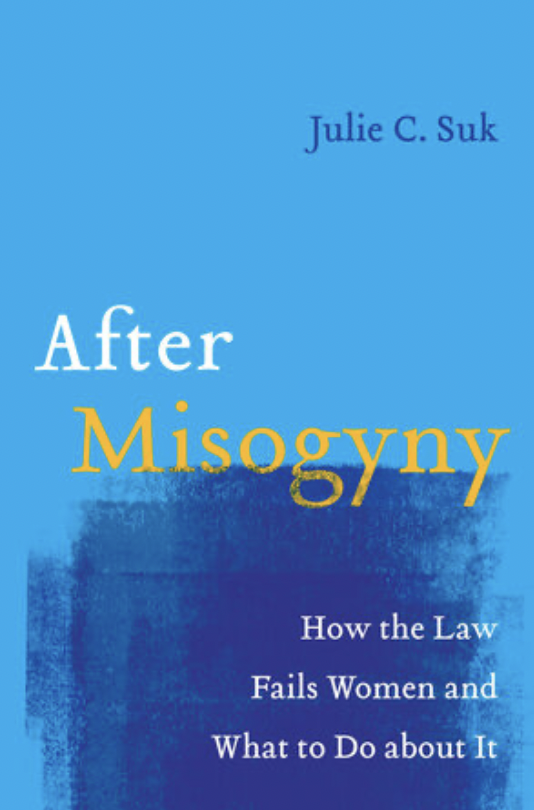 Julie C. Suk
After
Misogyny
How the Law
Fails Women and
What to Do about It